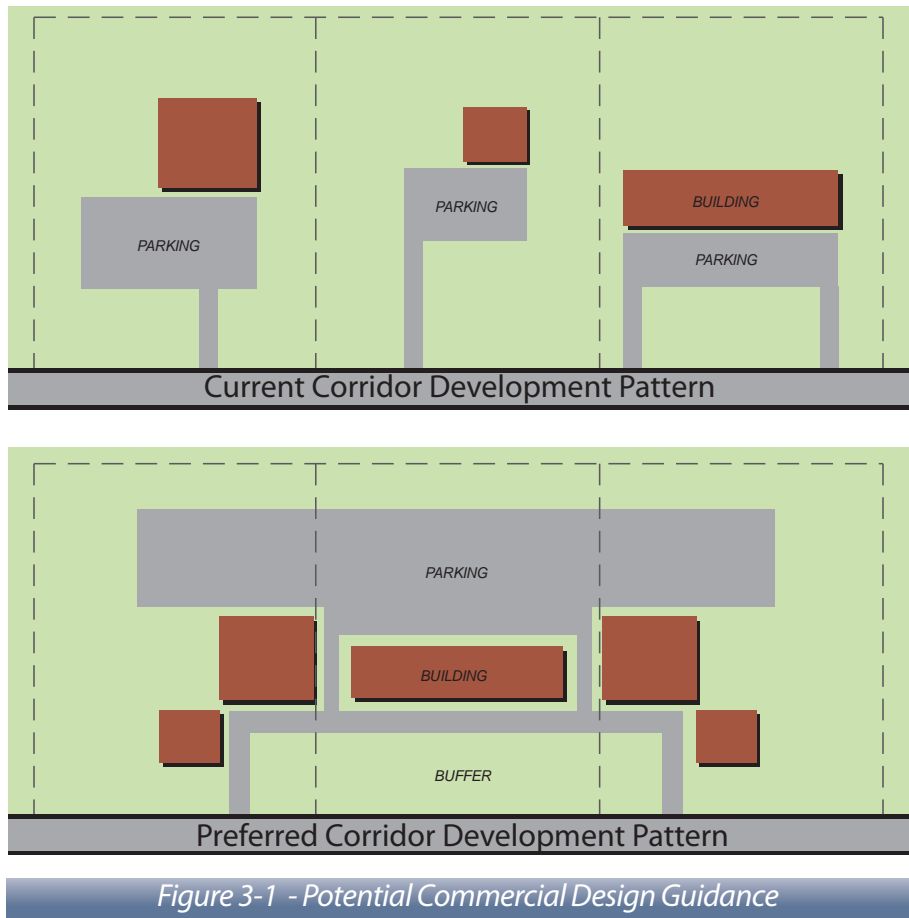 PARKING
PARKING
BUILDING
PARKING
Current Corridor Development Pattern
PARKING
BUILDING
BUFFER
Preferred Corridor Development Pattern
Figure 3-1 - Potential Commercial Design Guidance